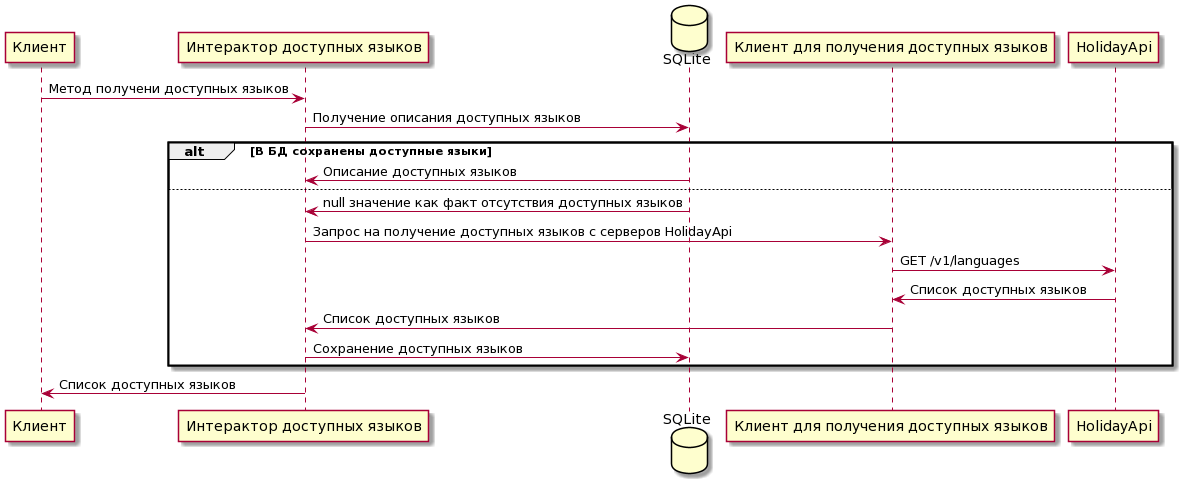 SQLite
Клиент
Интерактор доступных языков
Клиент для получения доступных языков
HolidayApi
Метод получени доступных языков
Получение описания доступных языков
alt [В БД сохранены доступные языки]
Описание доступных языков
null значение как факт отсутствия доступных языков
Запрос на получение доступных языков с серверов HolidayApi
GET /v1/languages
Список доступных языков
Список доступных языков
Сохранение доступных языков
Список доступных языков
Клиент
Интерактор доступных языков
SQLite
Клиент для получения доступных языков
HolidayApi